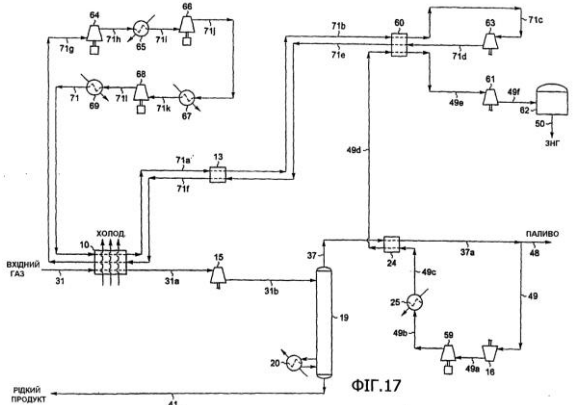 64
66
71g
71h
65
71i
71j
71b
60
71c
71e
63
71d
71
69
71l
68
71k
67
61
49e
49f
62
50
ЗНГ
71a
13
71f
49d
ХОЛОД.
10
ВХІДНИЙ
ГАЗ
31
31a
15
31b
37
24
37a
ПАЛИВО
48
49c
49
25
19
49b
59
49a
16
20
РІДКИЙ
ПРОДУКТ
41
ФІГ.17